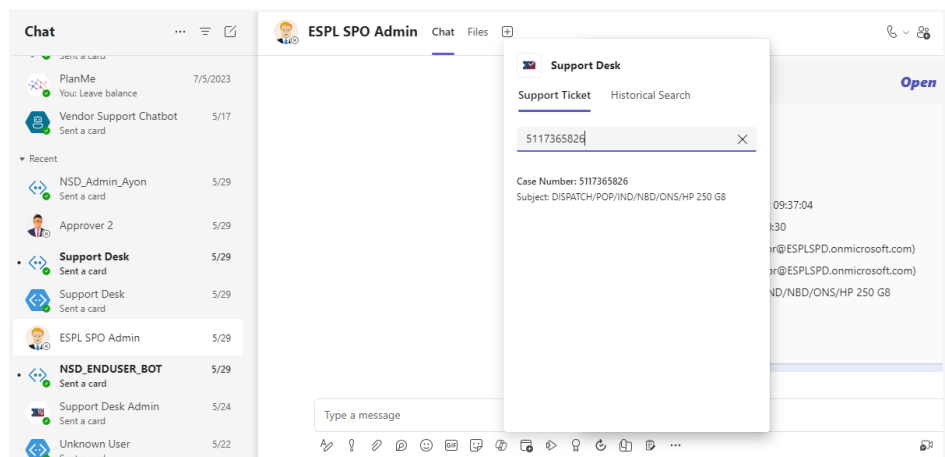 Chat
PlanMe 7/5/2023
You: Leave balance
Vendor Support Chatbot 5/17
Sent a card
Recent
NSD_Admin_Ayon 5/29
Sent a card
Approver 2 5/29
Support Desk 5/29
Sent a card
Support Desk 5/29
Sent a card
ESPL SPO Admin 5/29
NSD_ENDUSER_BOT 5/29
Sent a card
Support Desk Admin 5/24
Sent a card
Unknown User 5/22
ESPL SPO Admin Chat Files
Open
Support Desk
Support Ticket Historical Search
5117365826
Case Number: 5117365826
Subject: DISPATCH/POP/IND/NBD/ONS/HP 250 G8
09:37:04
:30
r@ESPLSPD.onmicrosoft.com)
r@ESPLSPD.onmicrosoft.com)
ND/NBD/ONS/HP 250 G8
Type a message
GIF